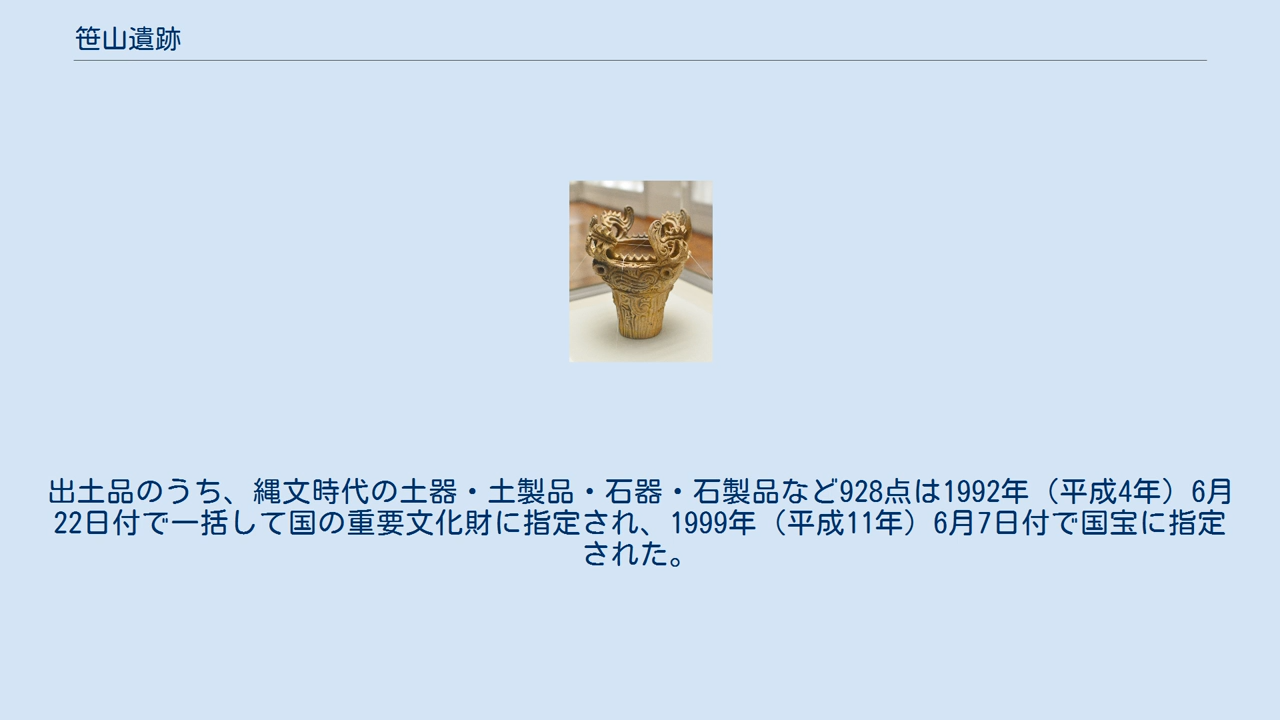 笹山遺跡
出土品のうち、縄文時代の土器・土製品・石器・石製品など928点は1992年（平成4年）6月
22日付で一括して国の重要文化財に指定され、1999年（平成11年）6月7日付で国宝に指定
された。